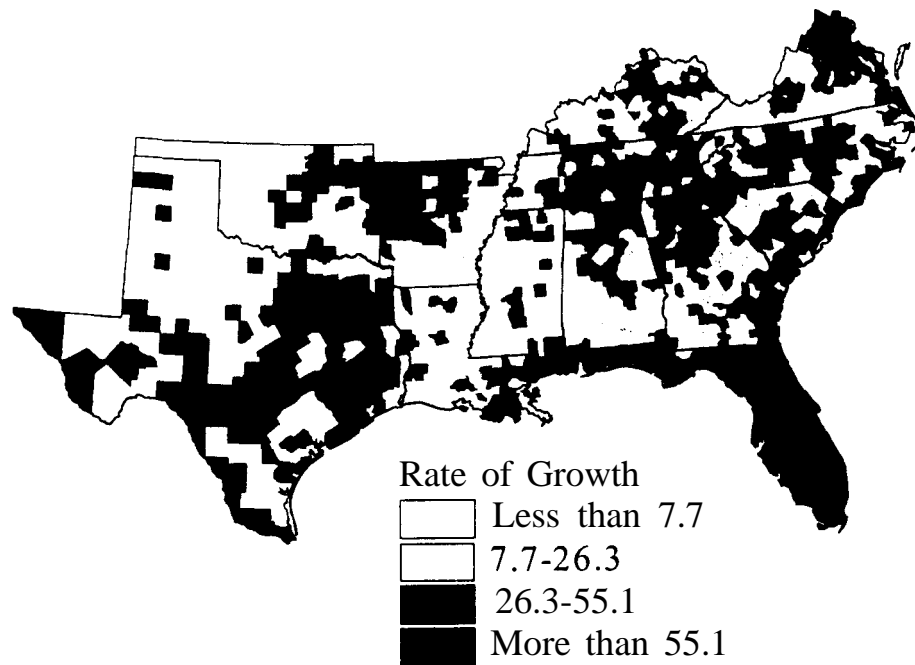 Rate of Growth
Less than 7.7
7.7-26.3
26.3-55.1
More than 55.1